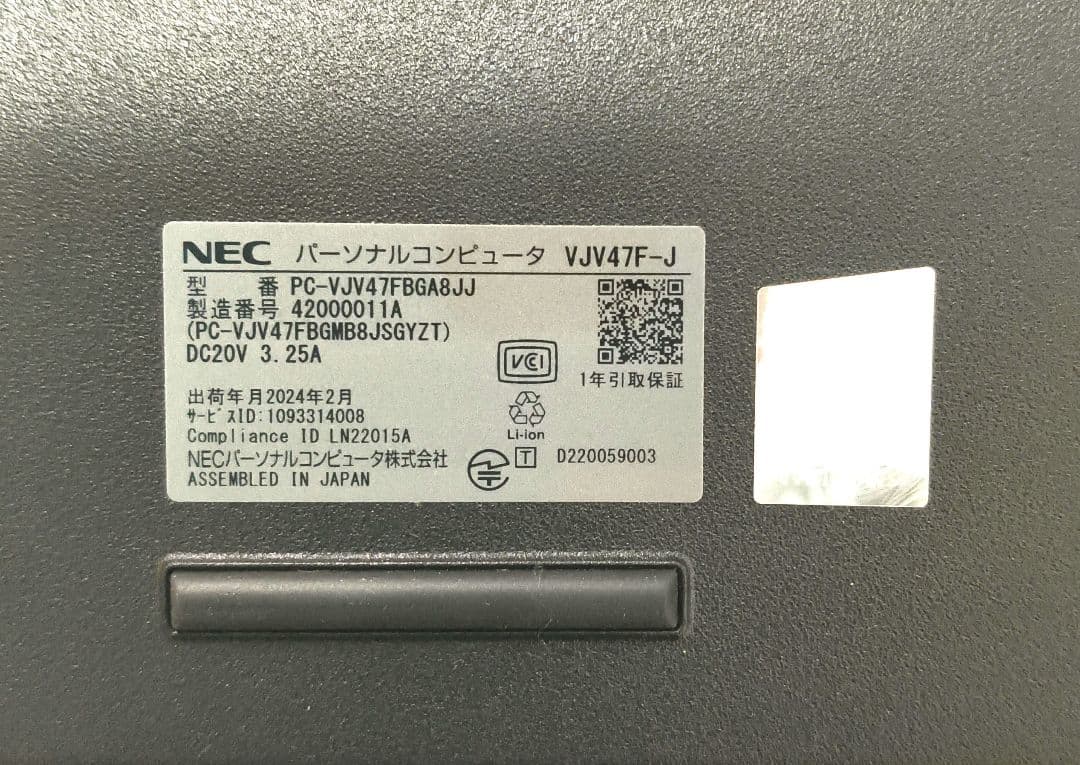 NEC パーソナルコンピュータ VJV47F-J
型 番 PC-VJV47FBGA8JJ
製造番号 42000011A
(PC-VJV47FBGMB8JSGYZT)
DC20V 3.25A
VCCI
1年引取保証
出荷年月2024年2月
ｻｰﾋﾞｽID:1093314008
Li-ion
Compliance ID LN22015A
NECパーソナルコンピュータ株式会社
T D220059003
ASSEMBLED IN JAPAN